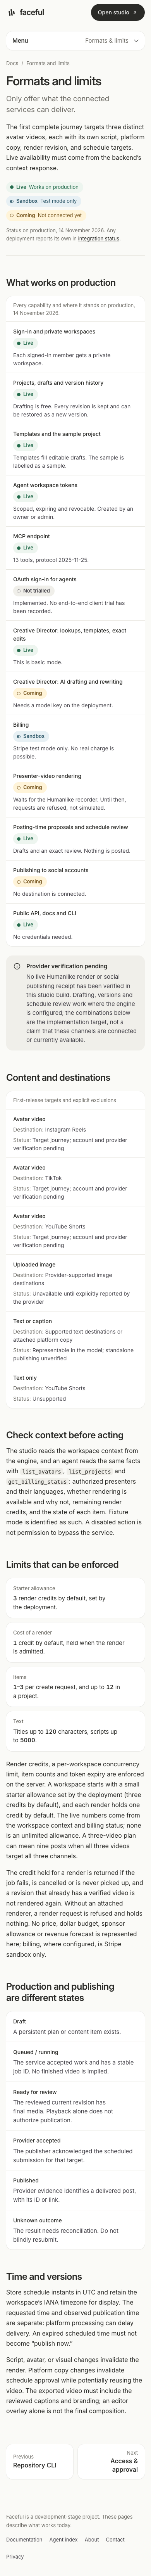 faceful
Open studio ↗
Menu
Formats & limits
Docs / Formats and limits
Formats and limits
Only offer what the connected
services can deliver.
The first complete journey targets three distinct
avatar videos, each with its own script, platform
copy, render revision, and schedule targets.
Live availability must come from the backend's
context response.
Live Works on production
Sandbox Test mode only
Coming Not connected yet
Status on production, 14 November 2026. Any
deployment reports its own in integration status.
What works on production
Every capability and where it stands on production,
14 November 2026.
Sign-in and private workspaces
Live
Each signed-in member gets a private
workspace.
Projects, drafts and version history
Live
Drafting is free. Every revision is kept and can
be restored as a new version.
Templates and the sample project
Live
Templates fill editable drafts. The sample is
labelled as a sample.
Agent workspace tokens
Live
Scoped, expiring and revocable. Created by an
owner or admin.
MCP endpoint
Live
13 tools, protocol 2025-11-25.
OAuth sign-in for agents
Not trialled
Implemented. No end-to-end client trial has
been recorded.
Creative Director: lookups, templates, exact
edits
Live
This is basic mode.
Creative Director: AI drafting and rewriting
Coming
Needs a model key on the deployment.
Billing
Sandbox
Stripe test mode only. No real charge is
possible.
Presenter-video rendering
Coming
Waits for the Humanlike recorder. Until then,
requests are refused, not simulated.
Posting-time proposals and schedule review
Live
Drafts and an exact review. Nothing is posted.
Publishing to social accounts
Coming
No destination is connected.
Public API, docs and CLI
Live
No credentials needed.
Provider verification pending
No live Humanlike render or social
publishing receipt has been verified in
this studio build. Drafting, versions and
schedule review work where the engine
is configured; the combinations below
are the implementation target, not a
claim that these channels are connected
or currently available.
Content and destinations
First-release targets and explicit exclusions
Avatar video
Destination: Instagram Reels
Status: Target journey; account and provider
verification pending
Avatar video
Destination: TikTok
Status: Target journey; account and provider
verification pending
Avatar video
Destination: YouTube Shorts
Status: Target journey; account and provider
verification pending
Uploaded image
Destination: Provider-supported image
destinations
Status: Unavailable until explicitly reported by
the provider
Text or caption
Destination: Supported text destinations or
attached platform copy
Status: Representable in the model; standalone
publishing unverified
Text only
Destination: YouTube Shorts
Status: Unsupported
Check context before acting
The studio reads the workspace context from
the engine, and an agent reads the same facts
with list_avatars, list_projects and
get_billing_status: authorized presenters
and their languages, whether rendering is
available and why not, remaining render
credits, and the state of each item. Fixture
mode is identified as such. A disabled action is
not permission to bypass the service.
Limits that can be enforced
Starter allowance
3 render credits by default, set by
the deployment.
Cost of a render
1 credit by default, held when the render
is admitted.
Items
1–3 per create request, and up to 12 in
a project.
Text
Titles up to 120 characters, scripts up
to 5000.
Render credits, a per-workspace concurrency
limit, item counts and token expiry are enforced
on the engine. A workspace starts with a small
starter allowance set by the deployment (three
credits by default), and each render holds one
credit by default. The live numbers come from
the workspace context and billing status; none
is an unlimited allowance. A three-video plan
can mean nine posts when all three videos
target all three channels.
The credit held for a render is returned if the
job fails, is cancelled or is never picked up, and
a revision that already has a verified video is
not rendered again. Without an attached
renderer, a render request is refused and holds
nothing. No price, dollar budget, sponsor
allowance or revenue forecast is represented
here; billing, where configured, is Stripe
sandbox only.
Production and publishing
are different states
Draft
A persistent plan or content item exists.
Queued / running
The service accepted work and has a stable
job ID. No finished video is implied.
Ready for review
The reviewed current revision has
final media. Playback alone does not
authorize publication.
Provider accepted
The publisher acknowledged the scheduled
submission for that target.
Published
Provider evidence identifies a delivered post,
with its ID or link.
Unknown outcome
The result needs reconciliation. Do not
blindly resubmit.
Time and versions
Store schedule instants in UTC and retain the
workspace's IANA timezone for display. The
requested time and observed publication time
are separate: platform processing can delay
delivery. An expired scheduled time must not
become "publish now."
Script, avatar, or visual changes invalidate the
render. Platform copy changes invalidate
schedule approval while potentially reusing the
video. The exported video must include the
reviewed captions and branding; an editor
overlay alone is not the final composition.
Previous
Repository CLI
Next
Access &
approval
Faceful is a development-stage project. These pages
describe what works today.
Documentation Agent index About Contact
Privacy